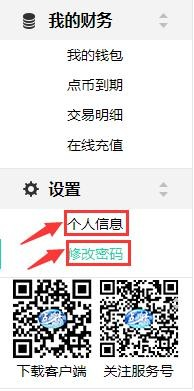 我的财务
我的钱包
点币到期
交易明细
在线充值
设置
个人信息
修改密码
下载客户端 关注服务号